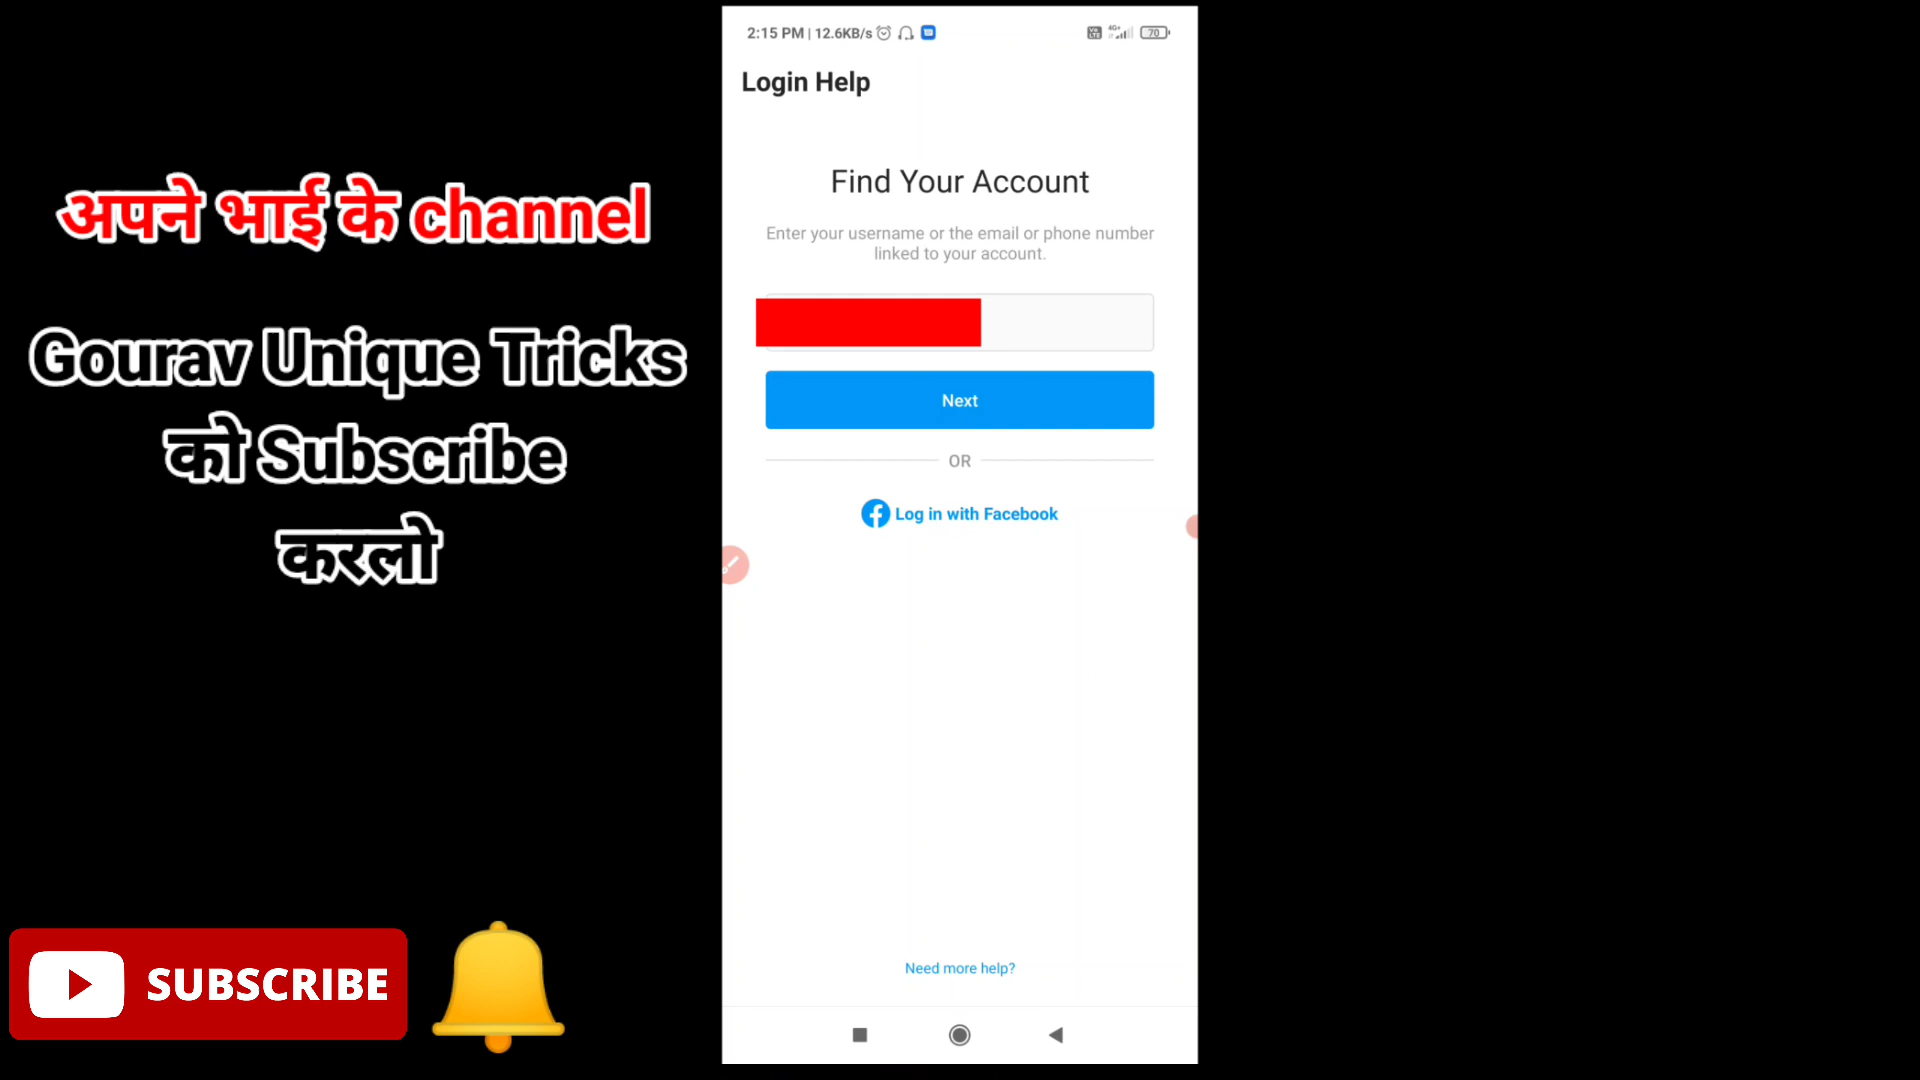 अपने भाई के channel
Gourav Unique Tricks
को Subscribe
करलो
SUBSCRIBE
2:15 PM | 12.6KB/s
4G+
70
Login Help
Find Your Account
Enter your username or the email or phone number
linked to your account.
Next
OR
Log in with Facebook
Need more help?